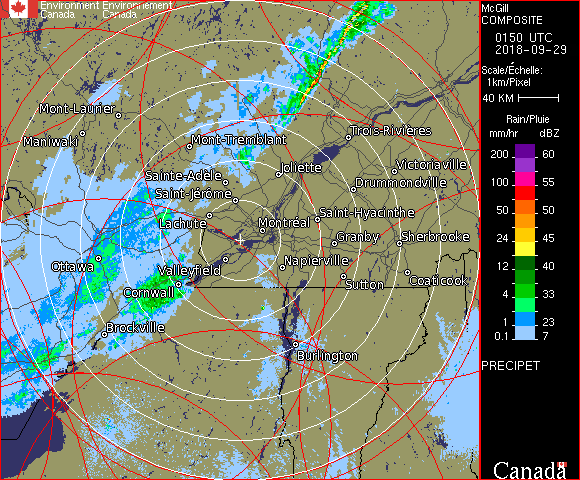 Environment Environnement
Canada Canada
McGill
COMPOSITE
0150 UTC
2018-09-29
Scale/Échelle:
1km/Pixel
40 KM
Rain/Pluie
mm/hr dBZ
200 60
100 55
50 50
24 45
12 40
4 33
1 23
0.1 7
PRECIPET
Canada
Mont-Laurier
Maniwaki
Mont-Tremblant
Trois-Rivières
Sainte-Adèle
Joliette
Victoriaville
Saint-Jérôme
Drummondville
Lachute
Montréal
Saint-Hyacinthe
Granby
Sherbrooke
Ottawa
Valleyfield
Napierville
Cornwall
Sutton
Coaticook
Brockville
Burlington